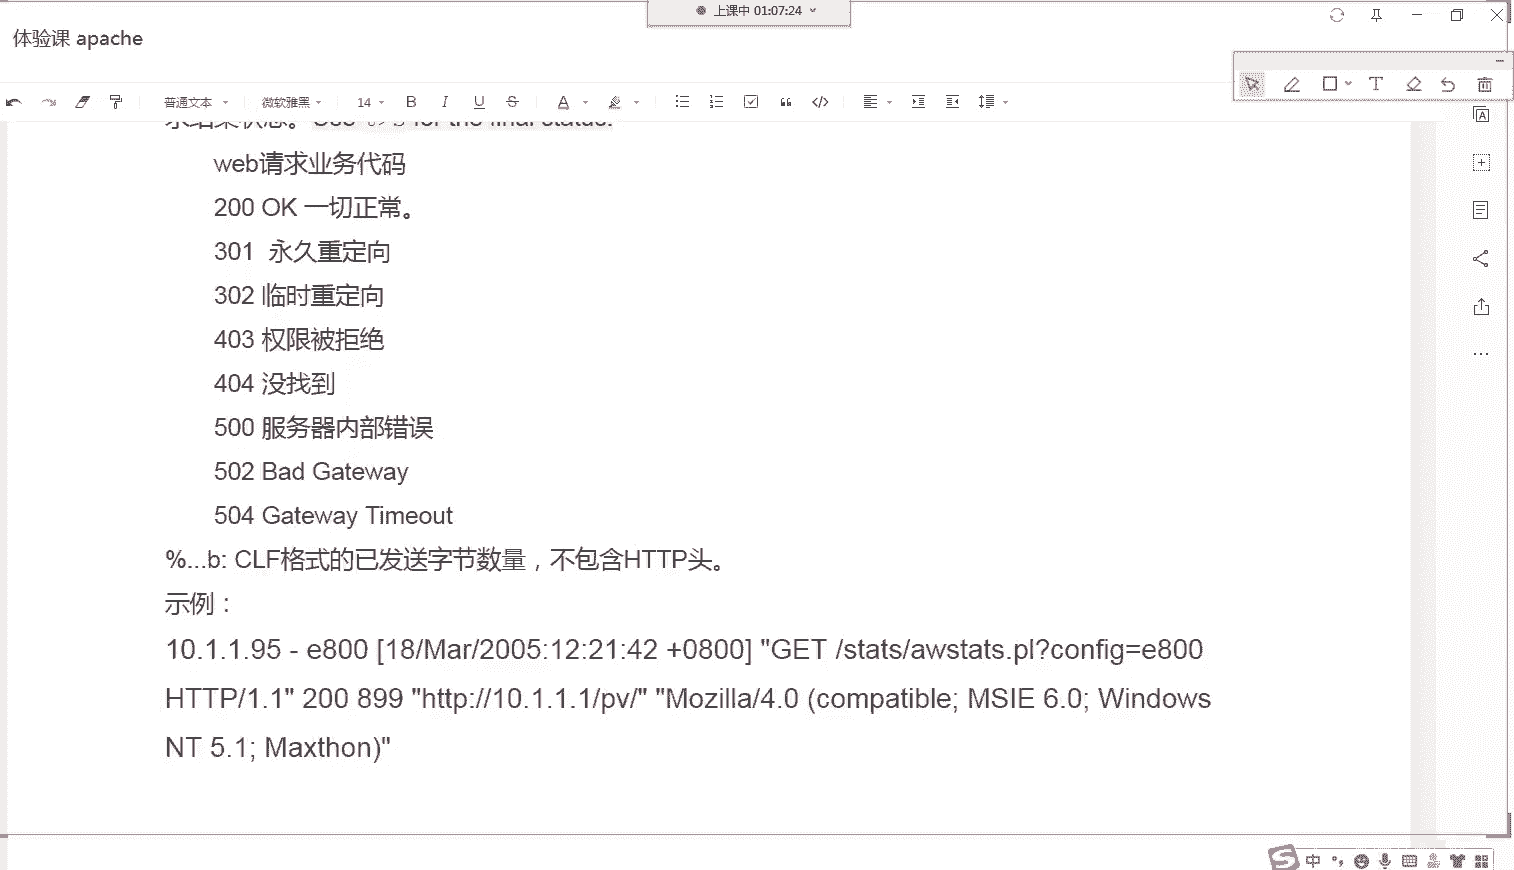 上课中 01:07:24
体验课 apache
普通文本 微软雅黑 14 B I U S A
web请求业务代码
200 OK 一切正常。
301 永久重定向
302 临时重定向
403 权限被拒绝
404 没找到
500 服务器内部错误
502 Bad Gateway
504 Gateway Timeout
%...b: CLF格式的已发送字节数量，不包含HTTP头。
示例：
10.1.1.95 - e800 [18/Mar/2005:12:21:42 +0800] "GET /stats/awstats.pl?config=e800
HTTP/1.1" 200 899 "http://10.1.1.1/pv/" "Mozilla/4.0 (compatible; MSIE 6.0; Windows
NT 5.1; Maxthon)"
中